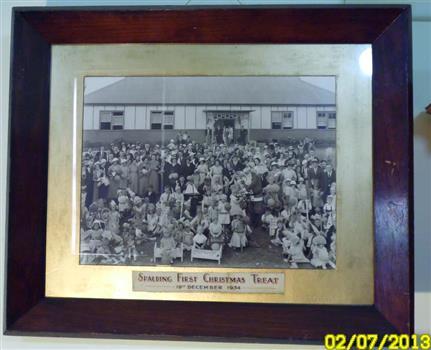 SPALDING FIRST CHRISTMAS TREAT
19TH DECEMBER 1934
02/07/2013